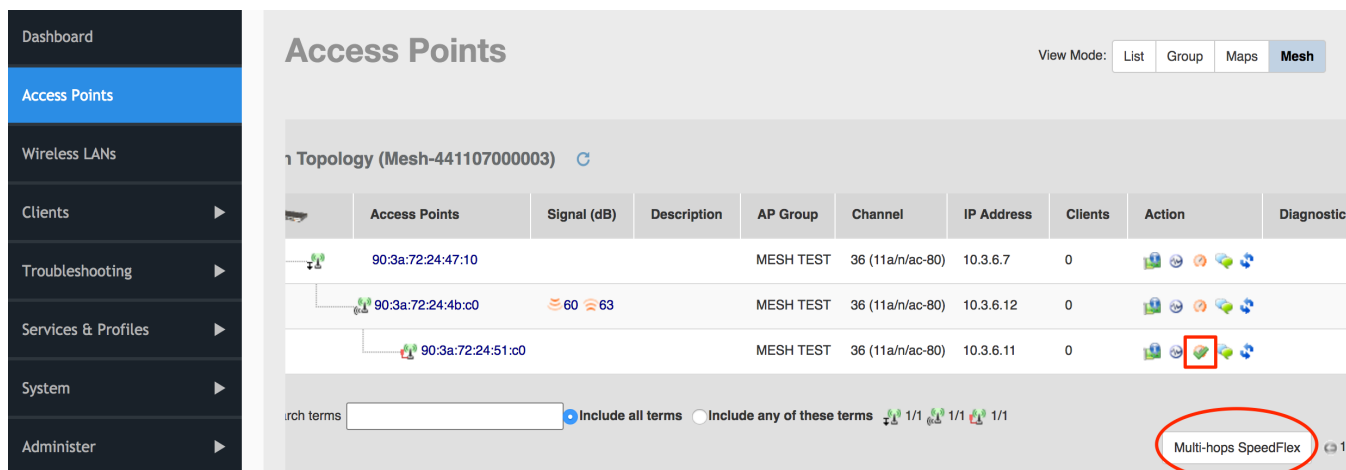 Dashboard
Access Points
Wireless LANs
Clients
Troubleshooting
Services & Profiles
System
Administer
Access Points
View Mode: List Group Maps Mesh
Topology (Mesh-441107000003)
Access Points Signal (dB) Description AP Group Channel IP Address Clients Action Diagnostic
90:3a:72:24:47:10 MESH TEST 36 (11a/n/ac-80) 10.3.6.7 0
90:3a:72:24:4b:c0 60 63 MESH TEST 36 (11a/n/ac-80) 10.3.6.12 0
90:3a:72:24:51:c0 MESH TEST 36 (11a/n/ac-80) 10.3.6.11 0
arch terms Include all terms Include any of these terms 1/1 1/1 1/1
Multi-hops SpeedFlex 1